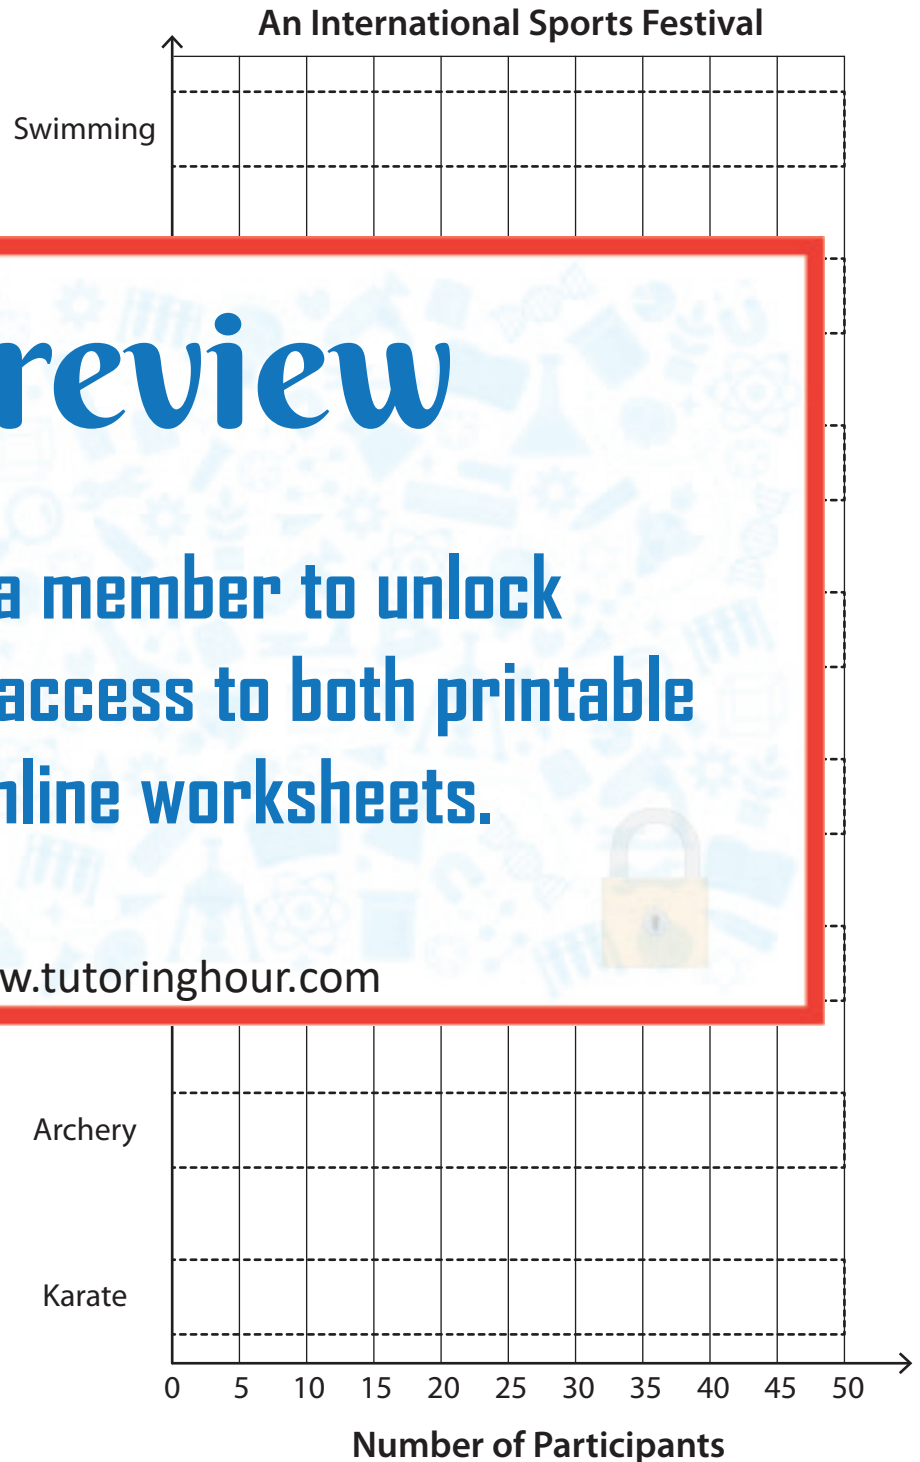 An International Sports Festival
Swimming
review
a member to unlock
access to both printable
nline worksheets.
w.tutoringhour.com
Archery
Karate
0 5 10 15 20 25 30 35 40 45 50
Number of Participants